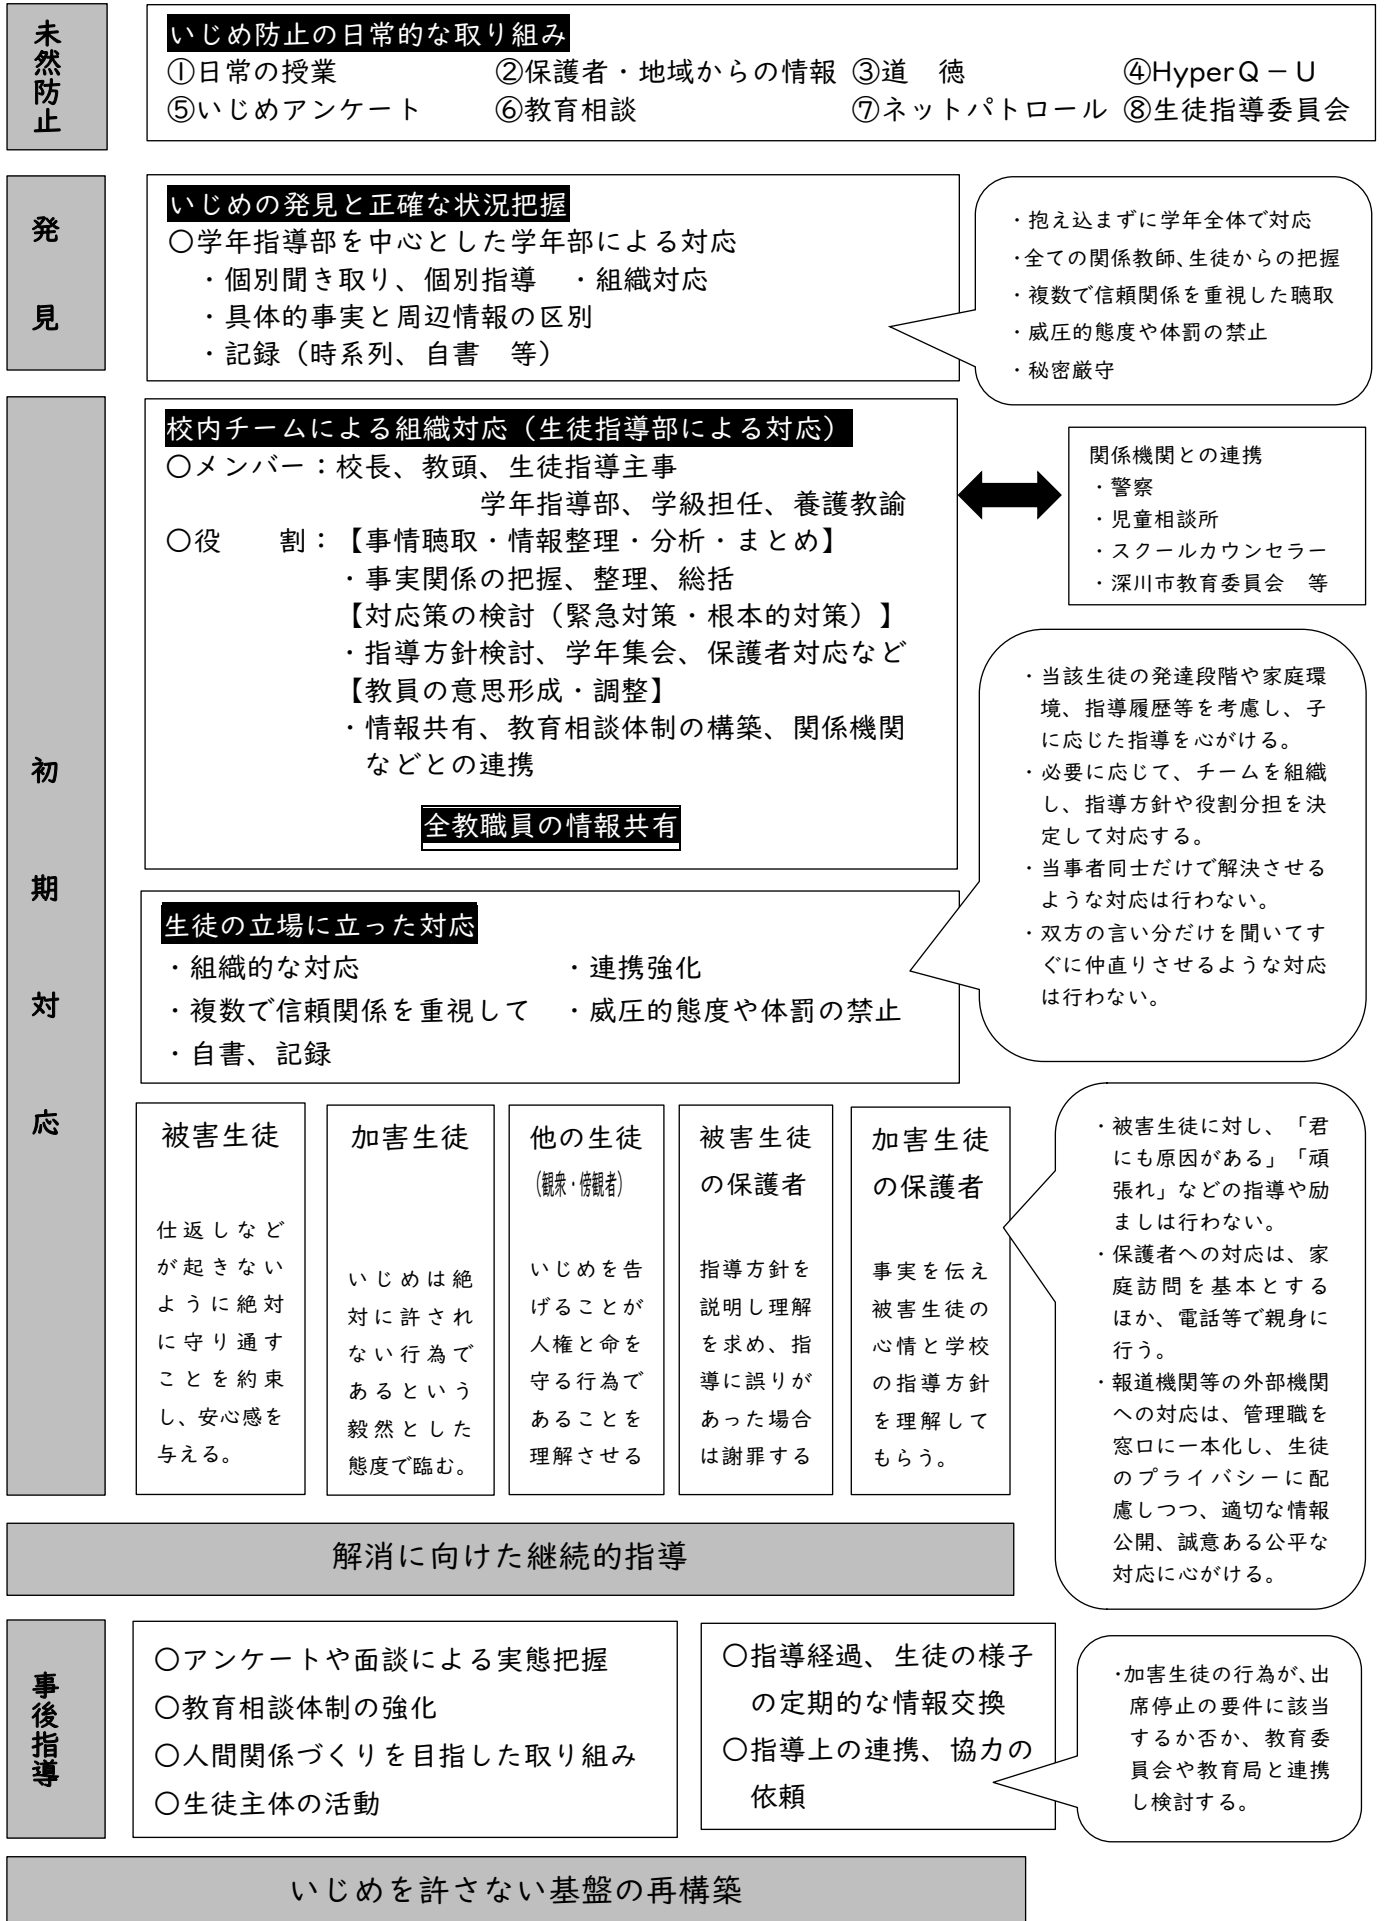 未然防止
いじめ防止の日常的な取り組み
①日常の授業 ②保護者・地域からの情報 ③道　徳 ④HyperQ－U
⑤いじめアンケート ⑥教育相談 ⑦ネットパトロール ⑧生徒指導委員会
発見
いじめの発見と正確な状況把握
〇学年指導部を中心とした学年部による対応
・個別聞き取り、個別指導　・組織対応
・具体的事実と周辺情報の区別
・記録（時系列、自書　等）
・抱え込まずに学年全体で対応
・全ての関係教師、生徒からの把握
・複数で信頼関係を重視した聴取
・威圧的態度や体罰の禁止
・秘密厳守
初期対応
校内チームによる組織対応（生徒指導部による対応）
〇メンバー：校長、教頭、生徒指導主事
学年指導部、学級担任、養護教諭
〇役　　割：【事情聴取・情報整理・分析・まとめ】
・事実関係の把握、整理、総括
【対応策の検討（緊急対策・根本的対策）】
・指導方針検討、学年集会、保護者対応など
【教員の意思形成・調整】
・情報共有、教育相談体制の構築、関係機関
などとの連携
全教職員の情報共有
関係機関との連携
・警察
・児童相談所
・スクールカウンセラー
・深川市教育委員会　等
・当該生徒の発達段階や家庭環
境、指導履歴等を考慮し、子
に応じた指導を心がける。
・必要に応じて、チームを組織
し、指導方針や役割分担を決
定して対応する。
・当事者同士だけで解決させる
ような対応は行わない。
・双方の言い分だけを聞いてす
ぐに仲直りさせるような対応
は行わない。
生徒の立場に立った対応
・組織的な対応 ・連携強化
・複数で信頼関係を重視して ・威圧的態度や体罰の禁止
・自書、記録
被害生徒
仕返しなど
が起きない
ように絶対
に守り通す
ことを約束
し、安心感を
与える。
加害生徒
いじめは絶
対に許され
ない行為で
あるという
毅然とした
態度で臨む。
他の生徒
（観衆・傍観者）
いじめを告
げることが
人権と命を
守る行為で
あることを
理解させる
被害生徒
の保護者
指導方針を
説明し理解
を求め、指
導に誤りが
あった場合
は謝罪する
加害生徒
の保護者
事実を伝え
被害生徒の
心情と学校
の指導方針
を理解して
もらう。
・被害生徒に対し、「君
にも原因がある」「頑
張れ」などの指導や励
ましは行わない。
・保護者への対応は、家
庭訪問を基本とする
ほか、電話等で親身に
行う。
・報道機関等の外部機関
への対応は、管理職を
窓口に一本化し、生徒
のプライバシーに配
慮しつつ、適切な情報
公開、誠意ある公平な
対応に心がける。
解消に向けた継続的指導
事後指導
〇アンケートや面談による実態把握
〇教育相談体制の強化
〇人間関係づくりを目指した取り組み
〇生徒主体の活動
〇指導経過、生徒の様子
の定期的な情報交換
〇指導上の連携、協力の
依頼
・加害生徒の行為が、出
席停止の要件に該当
するか否か、教育委
員会や教育局と連携
し検討する。
いじめを許さない基盤の再構築